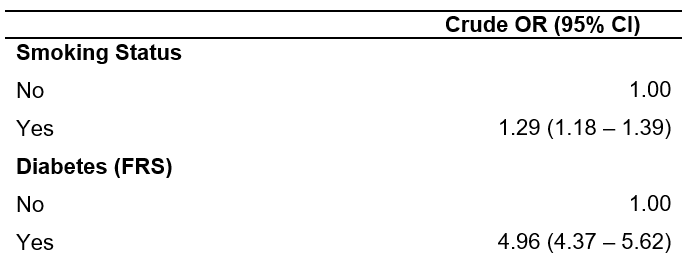 Crude OR (95% CI)
Smoking Status
No 1.00
Yes 1.29 (1.18 – 1.39)
Diabetes (FRS)
No 1.00
Yes 4.96 (4.37 – 5.62)